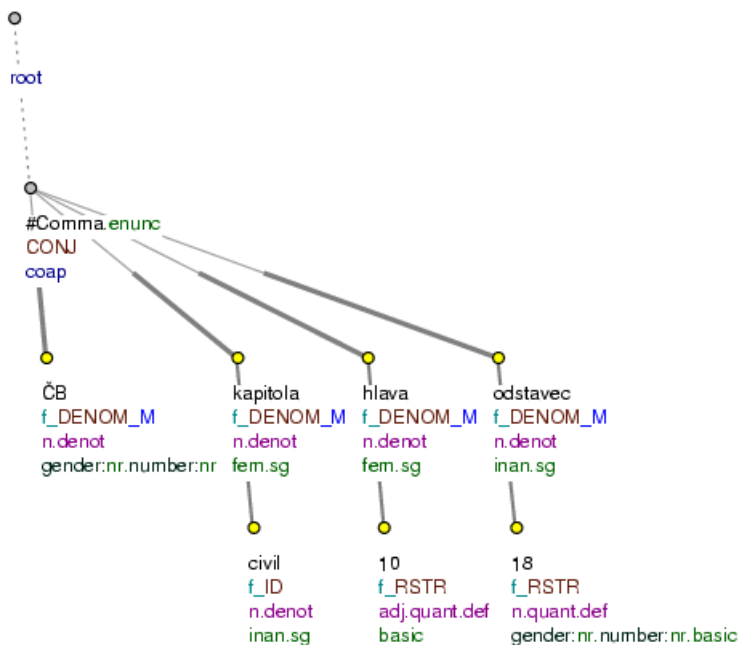 root
#Comma.enunc
CONJ
coap
ČB
f_DENOM_M
n.denot
gender:nr.number:nr
kapitola
f_DENOM_M
n.denot
fem.sg
hlava
f_DENOM_M
n.denot
fem.sg
odstavec
f_DENOM_M
n.denot
inan.sg
civil
f_ID
n.denot
inan.sg
10
f_RSTR
adj.quant.def
basic
18
f_RSTR
n.quant.def
gender:nr.number:nr.basic